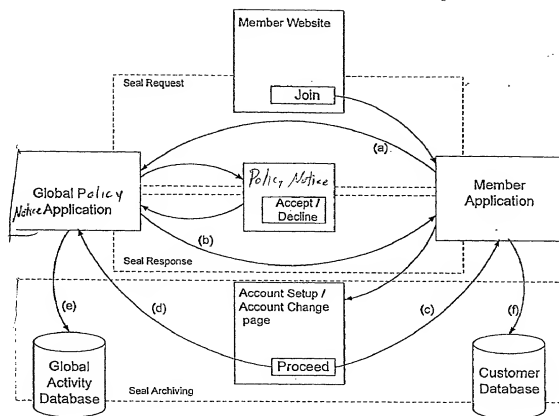 Member Website
Join
Seal Request
(a)
Global Policy
Notice Application
Policy Notice
Accept /
Decline
Member
Application
(b)
Seal Response
Account Setup /
Account Change
page
Proceed
(e)
(d)
(c)
(f)
Global
Activity
Database
Customer
Database
Seal Archiving